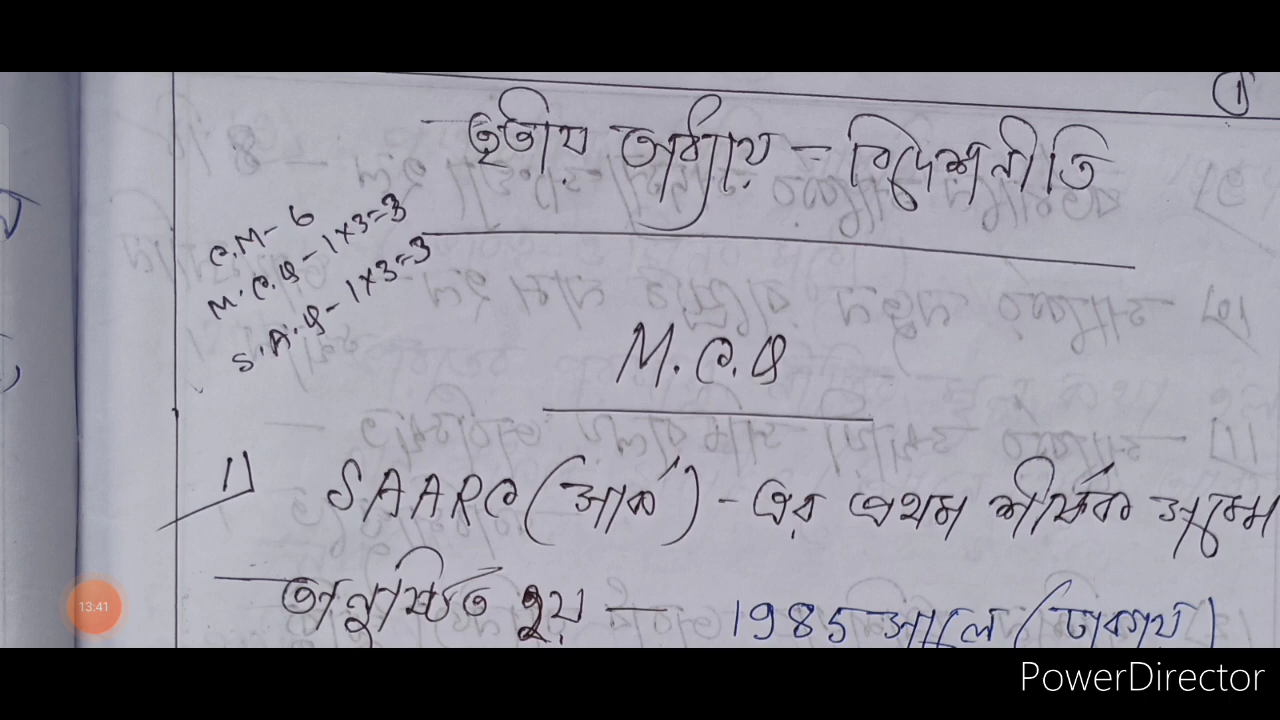 1
তৃতীয় অধ্যায় - বিদেশনীতি
C.M - 6
M.C.Q - 1×3=3
S.A.Q - 1×3=3
M.C.Q
1) SAARC (সার্ক) - এর প্রথম শীর্ষক সম্মে
অনুষ্ঠিত হয় — 1985 সালে (ঢাকায়)
13:41
PowerDirector